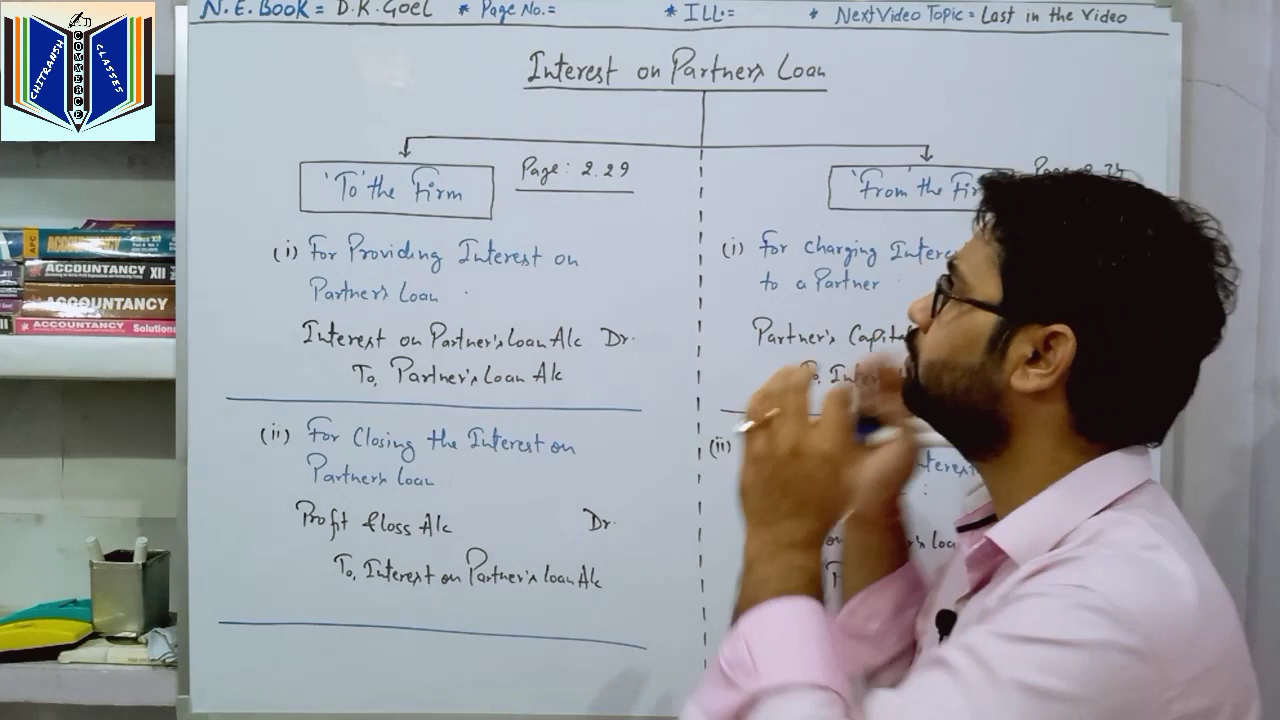 N.E.Book = D.K.Goel * Page No.= * ILL.= * Next Video Topic = Last in the Video
CHITRANSH COMMERCE CLASSES
Interest on Partner's Loan
'To' the Firm
Page: 2.29
(i) For Providing Interest on
Partner's Loan
Interest on Partner's Loan A/c Dr.
To, Partner's Loan A/c
(ii) For Closing the Interest on
Partner's Loan
Profit & Loss A/c Dr.
To, Interest on Partner's Loan A/c
'From' the
(i) For charging
to a Partner
Partner's
To,
(ii)
APC
ACCOUNTANCY
ACCOUNTANCY XII
ACCOUNTANCY
ACCOUNTANCY Solutions